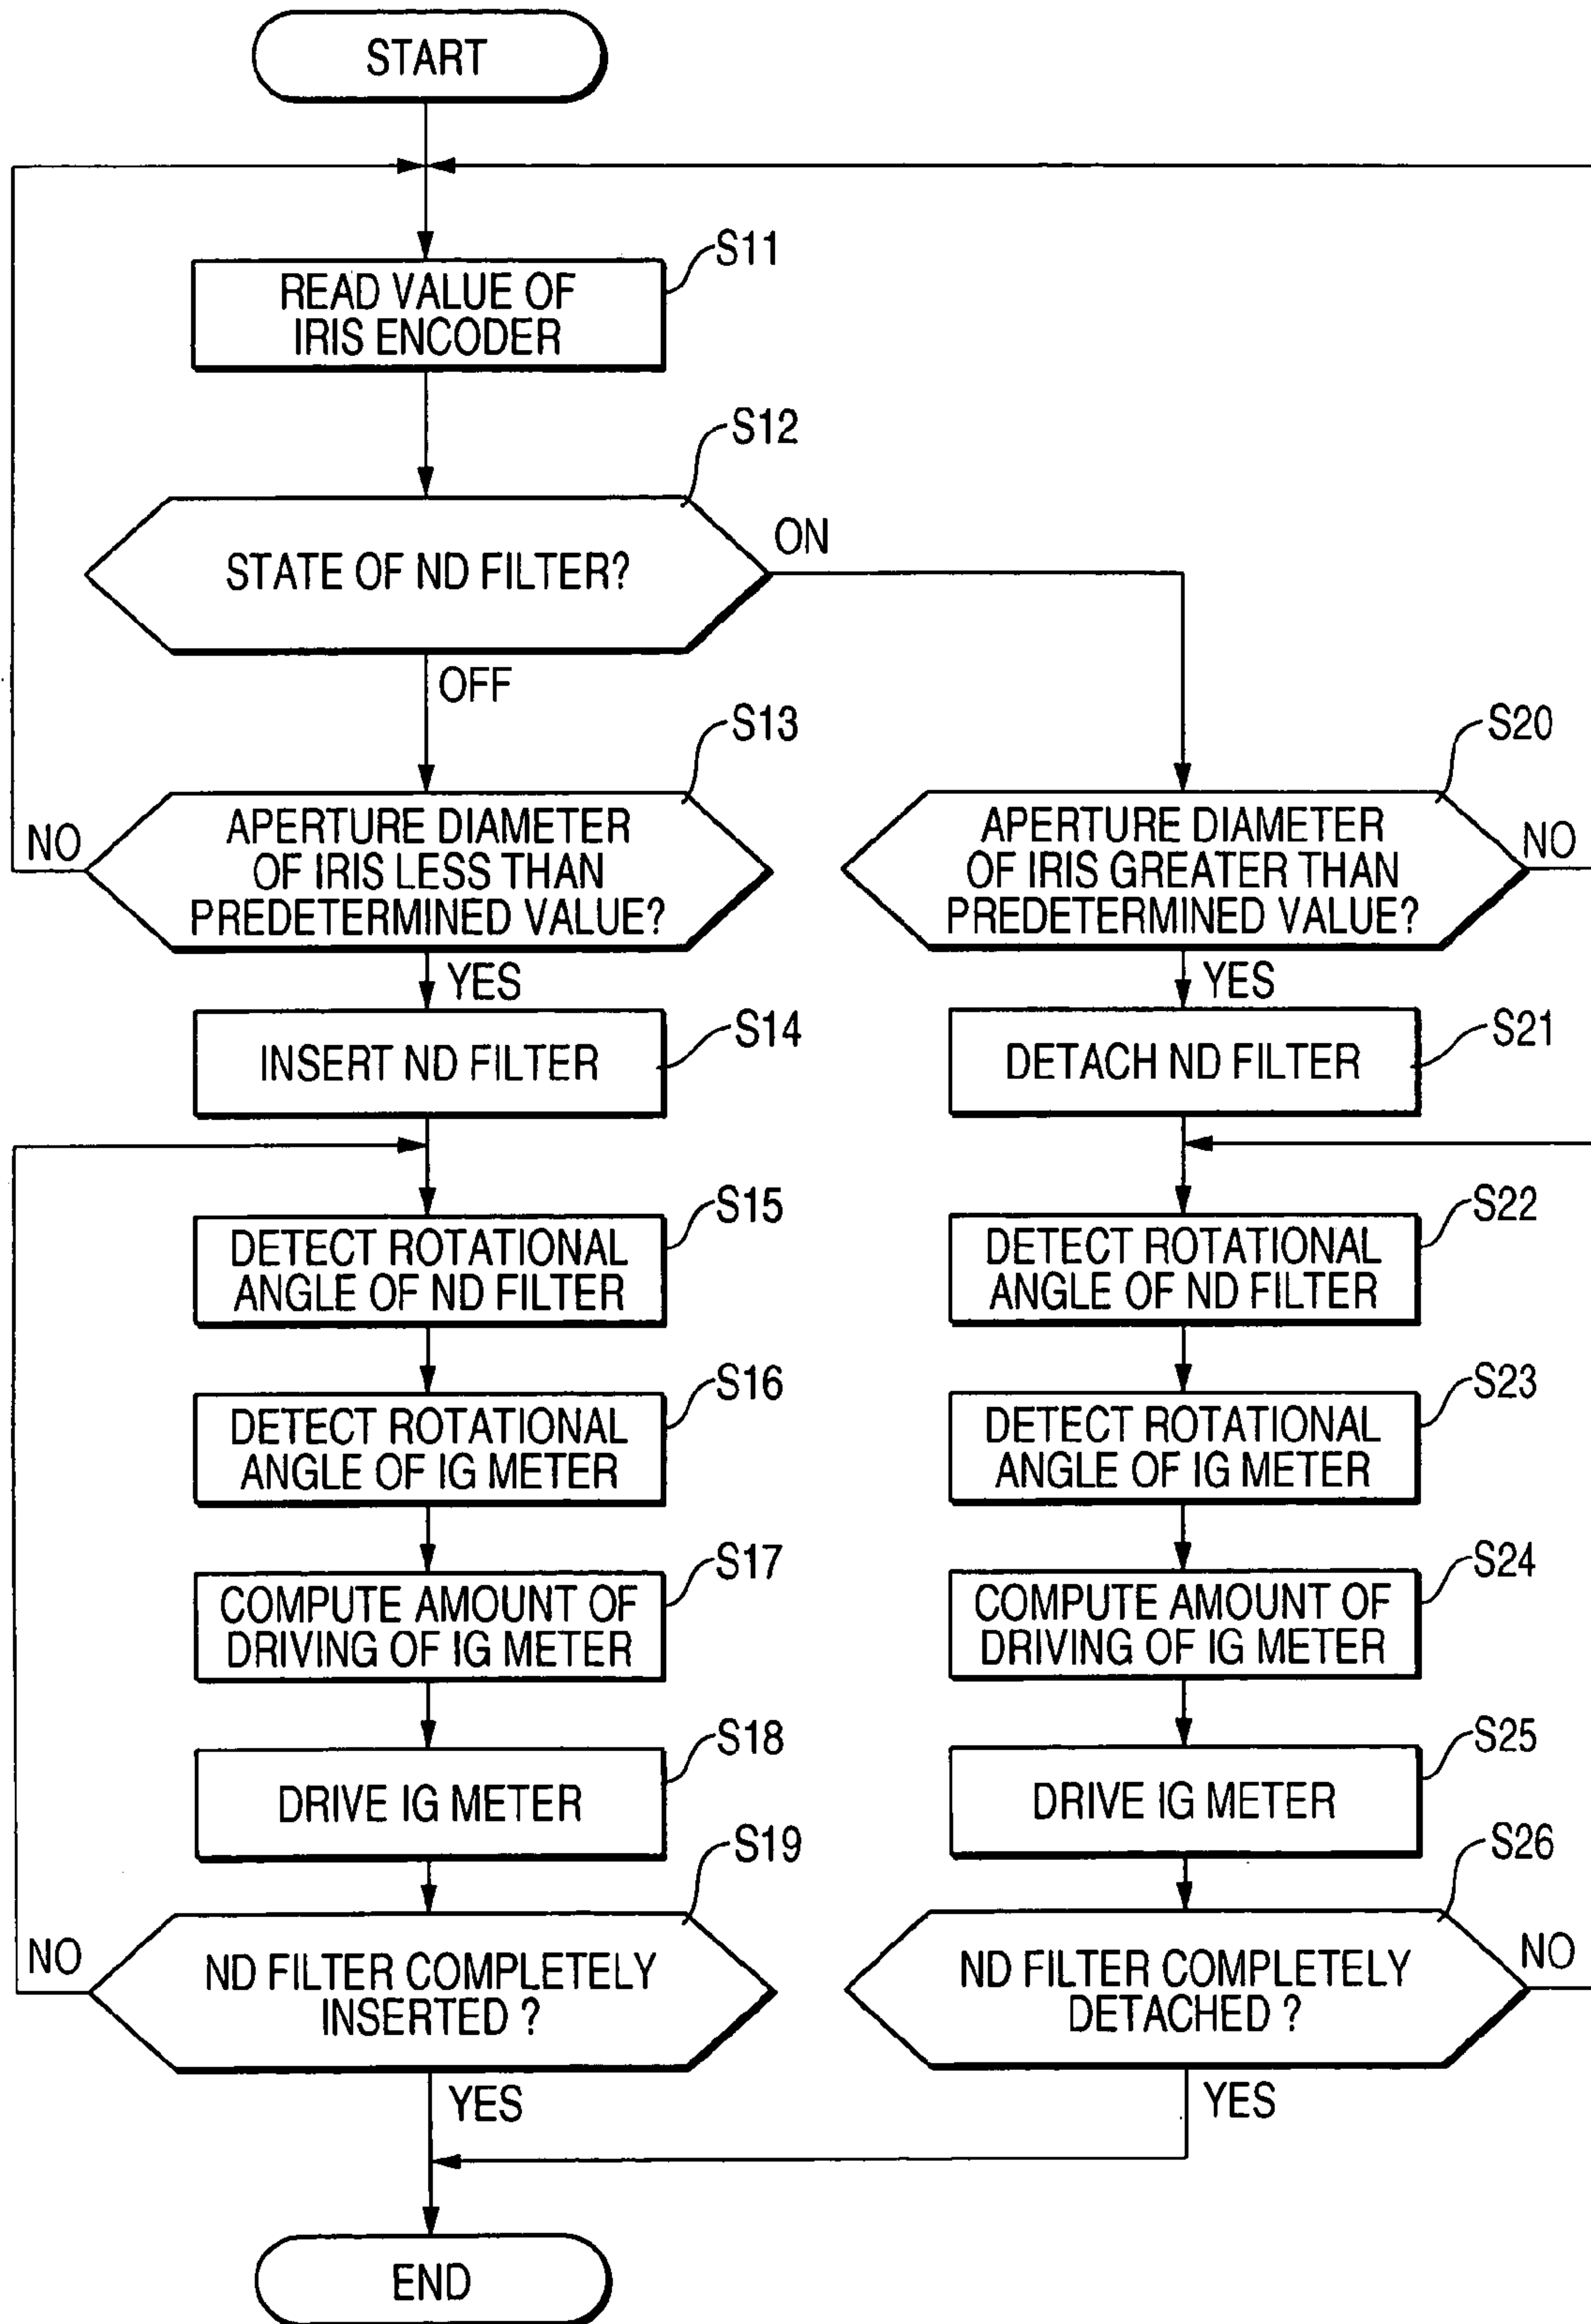 START
S11
READ VALUE OF
IRIS ENCODER
S12
STATE OF ND FILTER?
ON
OFF
S13
NO
APERTURE DIAMETER
OF IRIS LESS THAN
PREDETERMINED VALUE?
YES
S14
INSERT ND FILTER
S15
DETECT ROTATIONAL
ANGLE OF ND FILTER
S16
DETECT ROTATIONAL
ANGLE OF IG METER
S17
COMPUTE AMOUNT OF
DRIVING OF IG METER
S18
DRIVE IG METER
S19
NO
ND FILTER COMPLETELY
INSERTED ?
YES
S20
APERTURE DIAMETER
OF IRIS GREATER THAN
PREDETERMINED VALUE?
NO
YES
S21
DETACH ND FILTER
S22
DETECT ROTATIONAL
ANGLE OF ND FILTER
S23
DETECT ROTATIONAL
ANGLE OF IG METER
S24
COMPUTE AMOUNT OF
DRIVING OF IG METER
S25
DRIVE IG METER
S26
ND FILTER COMPLETELY
DETACHED ?
NO
YES
END